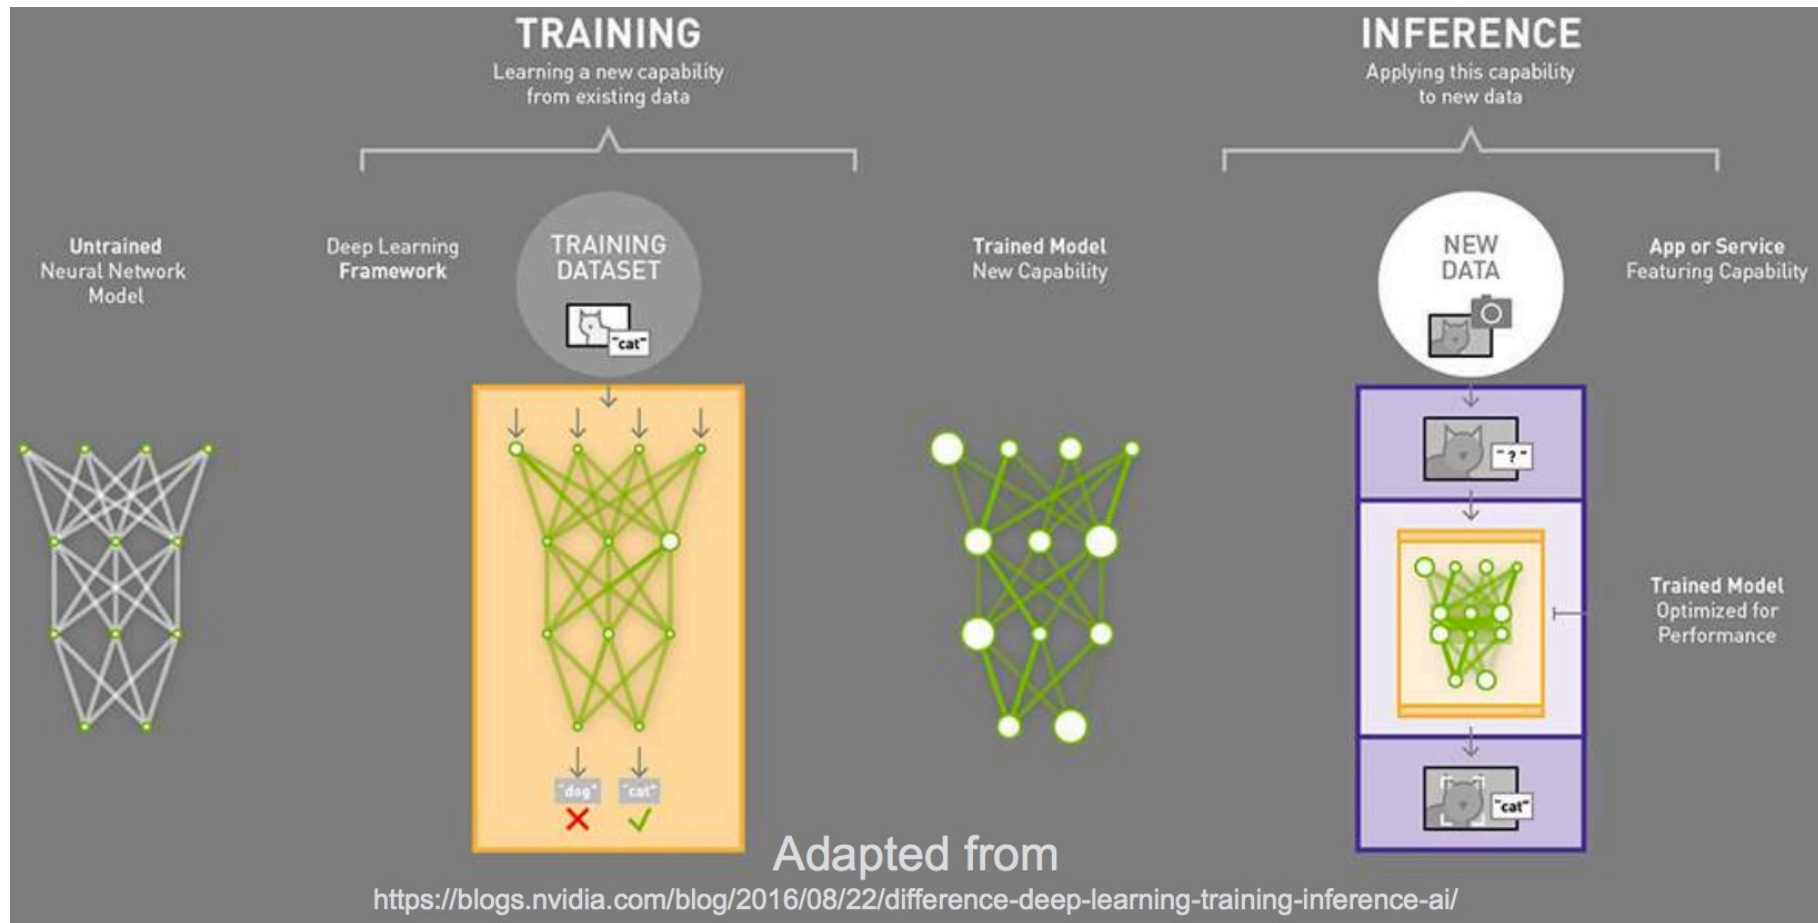 TRAINING
Learning a new capability
from existing data
INFERENCE
Applying this capability
to new data
Untrained
Neural Network
Model
Deep Learning
Framework
TRAINING
DATASET
"cat"
Trained Model
New Capability
NEW
DATA
App or Service
Featuring Capability
"?"
Trained Model
Optimized for
Performance
"dog"
"cat"
"cat"
Adapted from
https://blogs.nvidia.com/blog/2016/08/22/difference-deep-learning-training-inference-ai/